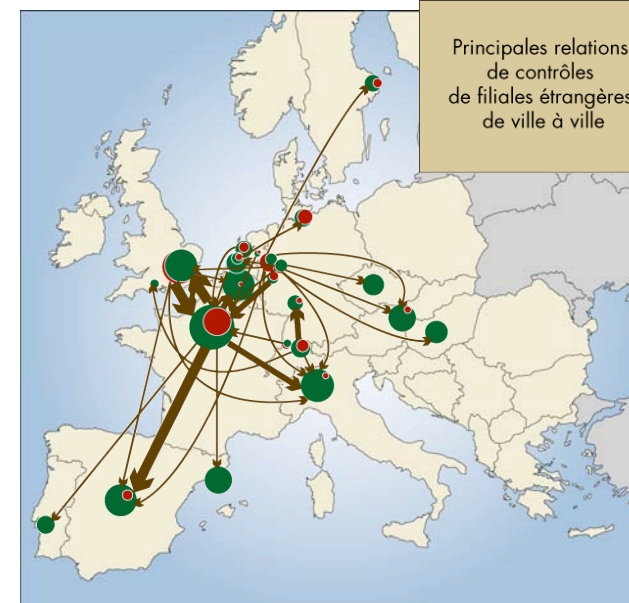 Principales relations
de contrôles
de filiales étrangères
de ville à ville